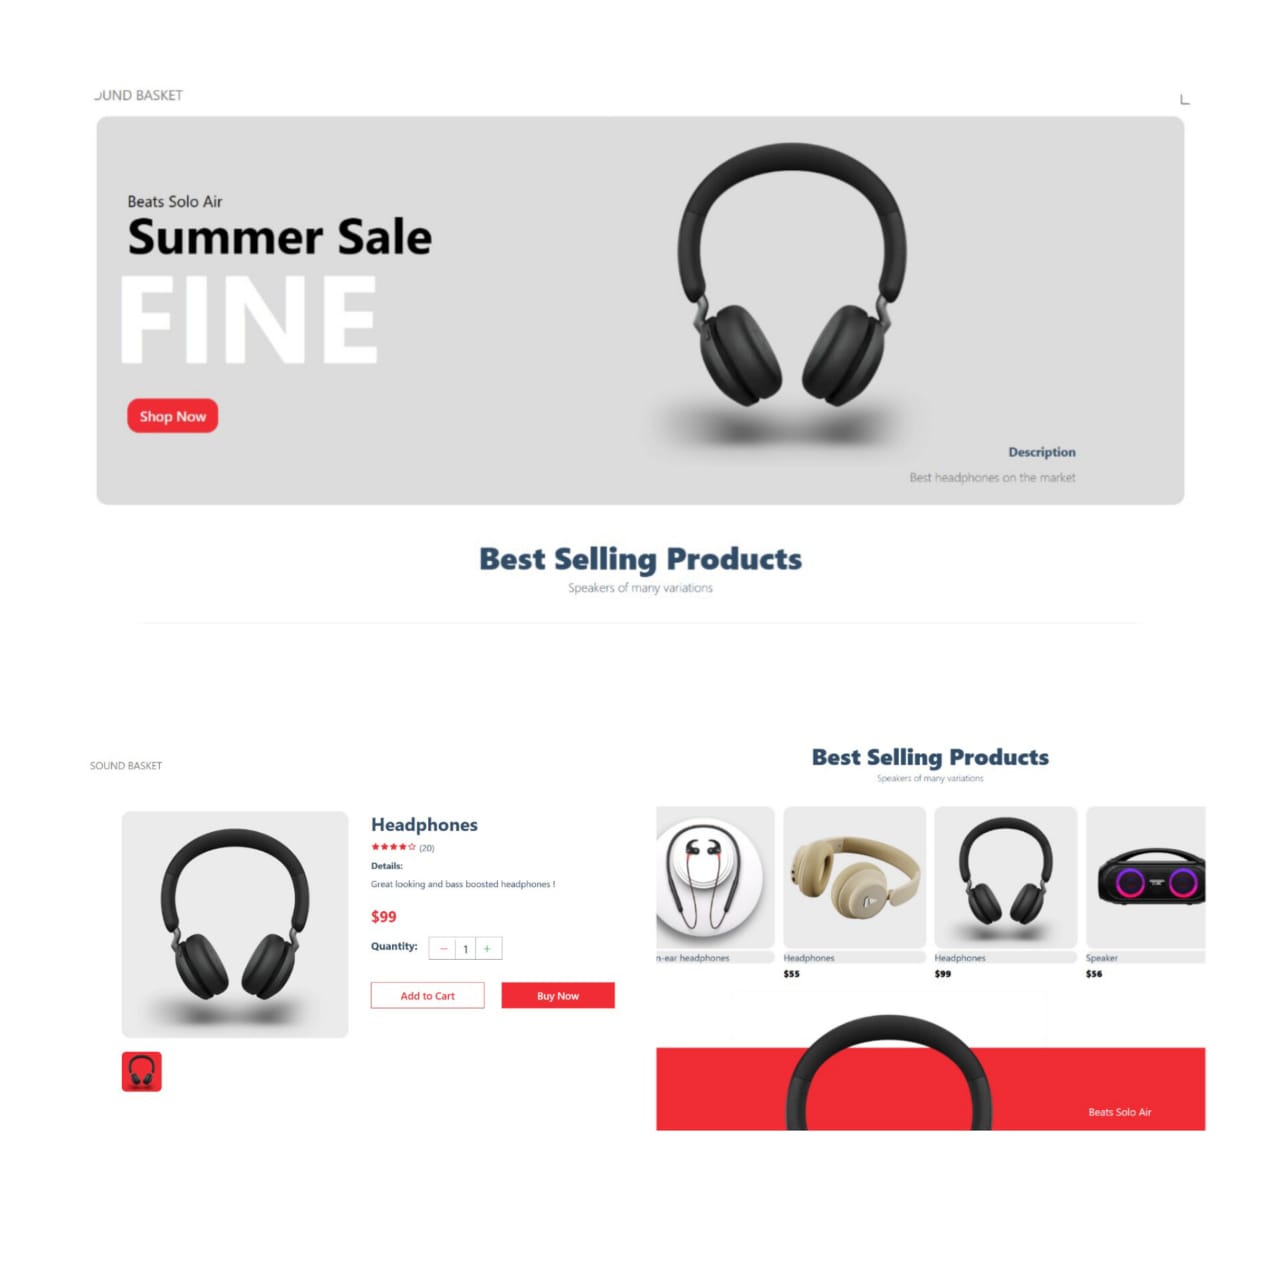 OUND BASKET
Beats Solo Air
Summer Sale
FINE
Shop Now
Description
Best headphones on the market
Best Selling Products
Speakers of many variations
SOUND BASKET
Headphones
(20)
Details:
Great looking and bass boosted headphones !
$99
Quantity: − 1 +
Add to Cart
Buy Now
Best Selling Products
Speakers of many variations
n-ear headphones
Headphones
Headphones
Speaker
$55
$99
$56
Beats Solo Air